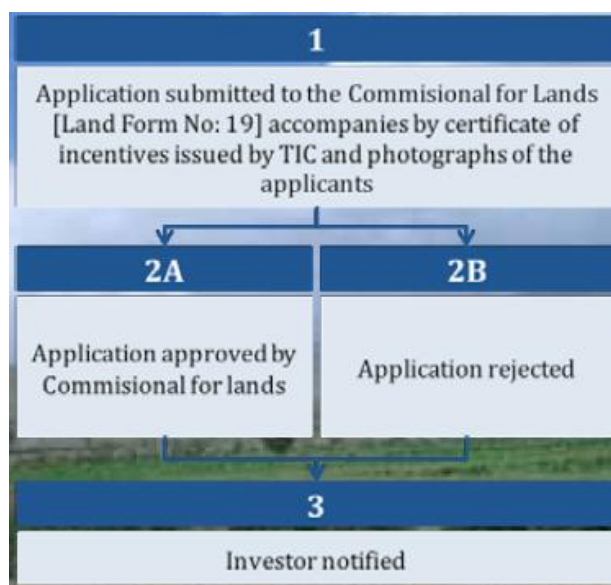 1
Application submitted to the Commisional for Lands
[Land Form No: 19] accompanies by certificate of
incentives issued by TIC and photographs of the
applicants
2A
2B
Application approved by
Commisional for lands
Application rejected
3
Investor notified